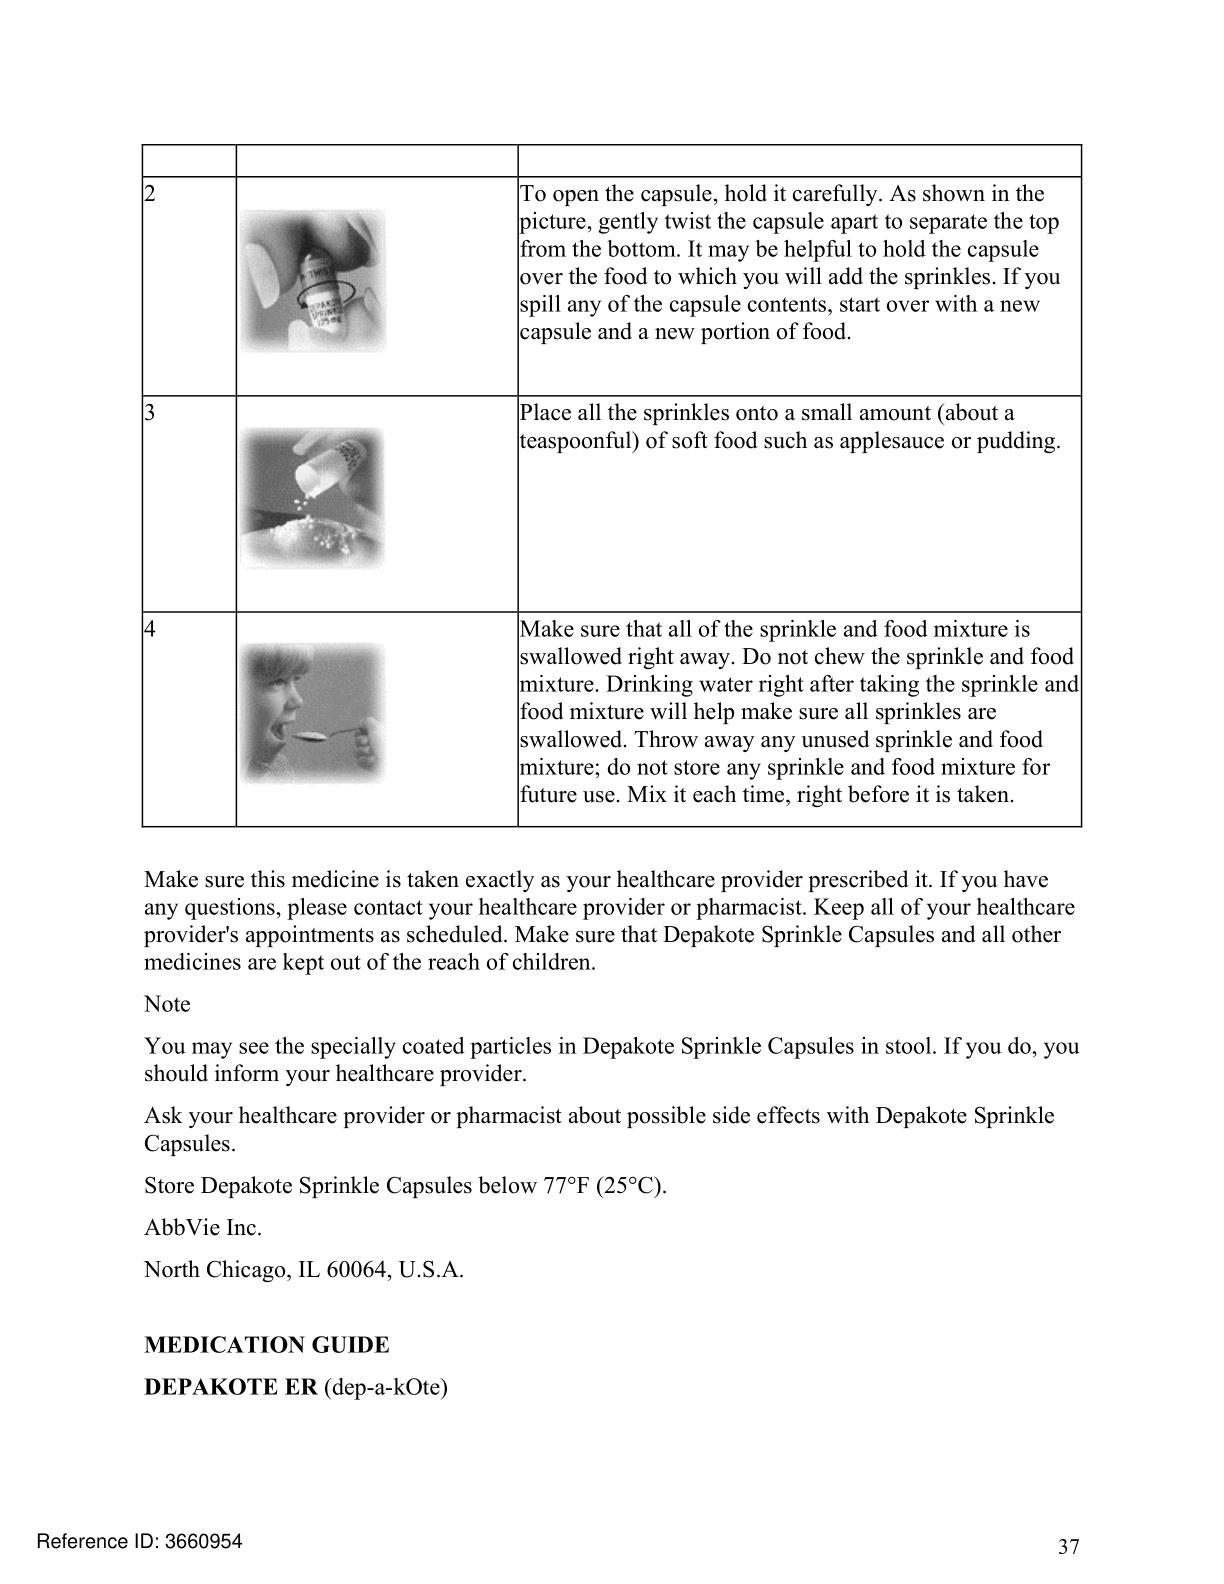 2
To open the capsule, hold it carefully. As shown in the
picture, gently twist the capsule apart to separate the top
from the bottom. It may be helpful to hold the capsule
over the food to which you will add the sprinkles. If you
spill any of the capsule contents, start over with a new
capsule and a new portion of food.
THIS
3
Place all the sprinkles onto a small amount (about a
teaspoonful) of soft food such as applesauce or pudding.
4
Make sure that all of the sprinkle and food mixture is
swallowed right away. Do not chew the sprinkle and food
mixture. Drinking water right after taking the sprinkle and
food mixture will help make sure all sprinkles are
swallowed. Throw away any unused sprinkle and food
mixture; do not store any sprinkle and food mixture for
future use. Mix it each time, right before it is taken.
Make sure this medicine is taken exactly as your healthcare provider prescribed it. If you have
any questions, please contact your healthcare provider or pharmacist. Keep all of your healthcare
provider's appointments as scheduled. Make sure that Depakote Sprinkle Capsules and all other
medicines are kept out of the reach of children.
Note
You may see the specially coated particles in Depakote Sprinkle Capsules in stool. If you do, you
should inform your healthcare provider.
Ask your healthcare provider or pharmacist about possible side effects with Depakote Sprinkle
Capsules.
Store Depakote Sprinkle Capsules below 77°F (25°C).
AbbVie Inc.
North Chicago, IL 60064, U.S.A.
MEDICATION GUIDE
DEPAKOTE ER (dep-a-kOte)
Reference ID: 3660954
37